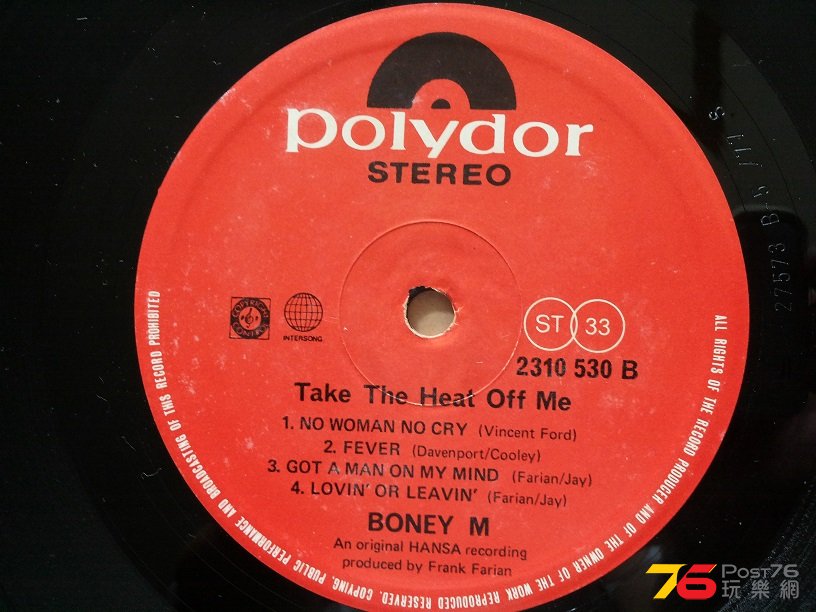 polydor
STEREO
COPYRIGHT CONTROL
INTERSONG
ST 33
2310 530 B
Take The Heat Off Me
1. NO WOMAN NO CRY (Vincent Ford)
2. FEVER (Davenport/Cooley)
3. GOT A MAN ON MY MIND (Farian/Jay)
4. LOVIN' OR LEAVIN' (Farian/Jay)
BONEY M
An original HANSA recording
produced by Frank Farian
ALL RIGHTS OF THE RECORD PRODUCER AND OF THE OWNER OF THE WORK REPRODUCED RESERVED. COPYING PUBLIC PERFORMANCE AND BROADCASTING OF THIS RECORD PROHIBITED
76 Post76
玩樂網